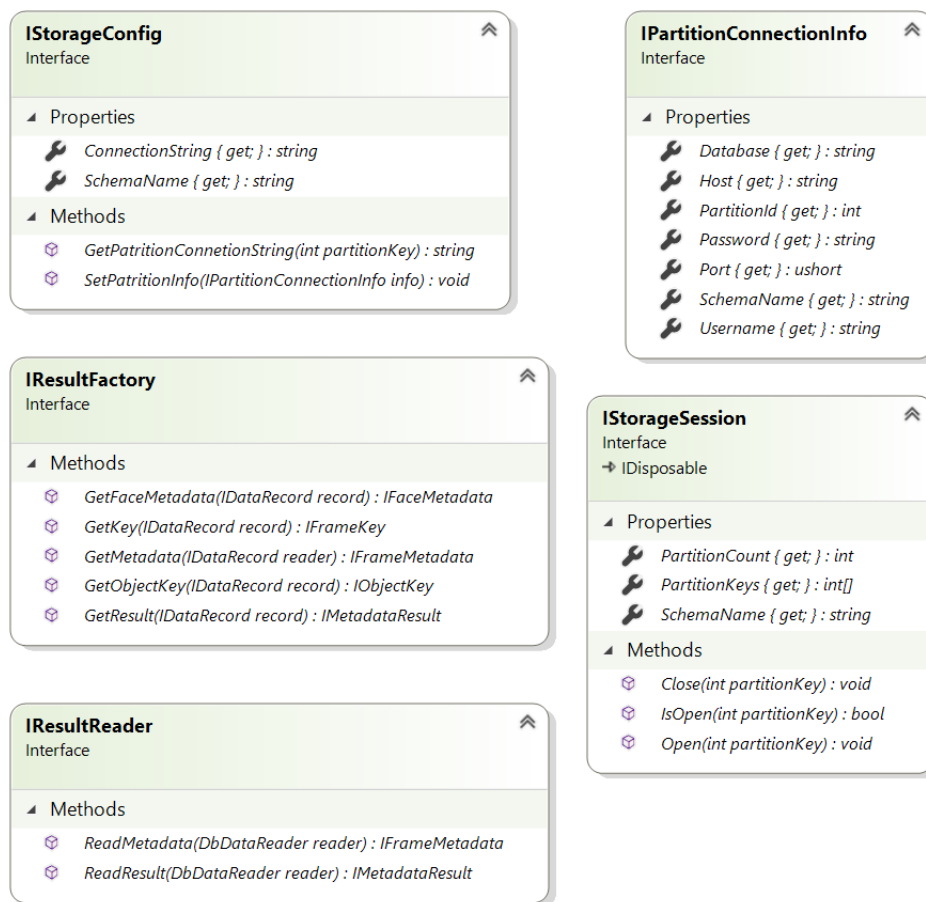 IStorageConfig
Interface
Properties
ConnectionString { get; } : string
SchemaName { get; } : string
Methods
GetPatritionConnetionString(int partitionKey) : string
SetPatritionInfo(IPartitionConnectionInfo info) : void
IPartitionConnectionInfo
Interface
Properties
Database { get; } : string
Host { get; } : string
PartitionId { get; } : int
Password { get; } : string
Port { get; } : ushort
SchemaName { get; } : string
Username { get; } : string
IResultFactory
Interface
Methods
GetFaceMetadata(IDataRecord record) : IFaceMetadata
GetKey(IDataRecord record) : IFrameKey
GetMetadata(IDataRecord reader) : IFrameMetadata
GetObjectKey(IDataRecord record) : IObjectKey
GetResult(IDataRecord record) : IMetadataResult
IStorageSession
Interface
IDisposable
Properties
PartitionCount { get; } : int
PartitionKeys { get; } : int[]
SchemaName { get; } : string
Methods
Close(int partitionKey) : void
IsOpen(int partitionKey) : bool
Open(int partitionKey) : void
IResultReader
Interface
Methods
ReadMetadata(DbDataReader reader) : IFrameMetadata
ReadResult(DbDataReader reader) : IMetadataResult